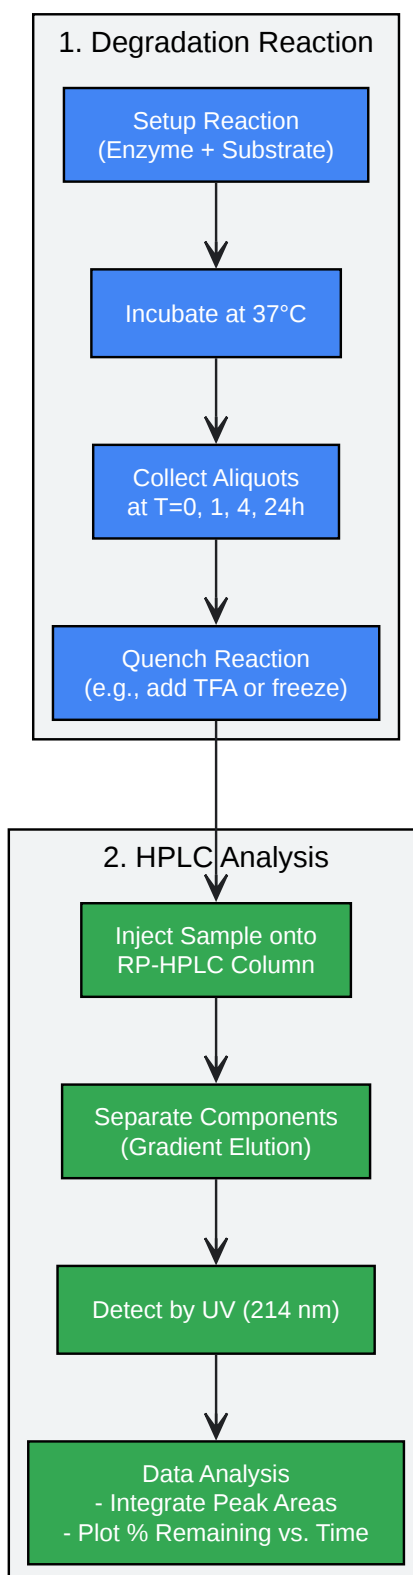 1. Degradation Reaction
Setup Reaction
(Enzyme + Substrate)
Incubate at 37°C
Collect Aliquots
at T=0, 1, 4, 24h
Quench Reaction
(e.g., add TFA or freeze)
2. HPLC Analysis
Inject Sample onto
RP-HPLC Column
Separate Components
(Gradient Elution)
Detect by UV (214 nm)
Data Analysis
- Integrate Peak Areas
- Plot % Remaining vs. Time